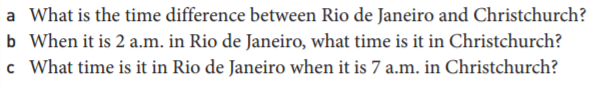 a What is the time difference between Rio de Janeiro and Christchurch?
b When it is 2 a.m. in Rio de Janeiro, what time is it in Christchurch?
c What time is it in Rio de Janeiro when it is 7 a.m. in Christchurch?